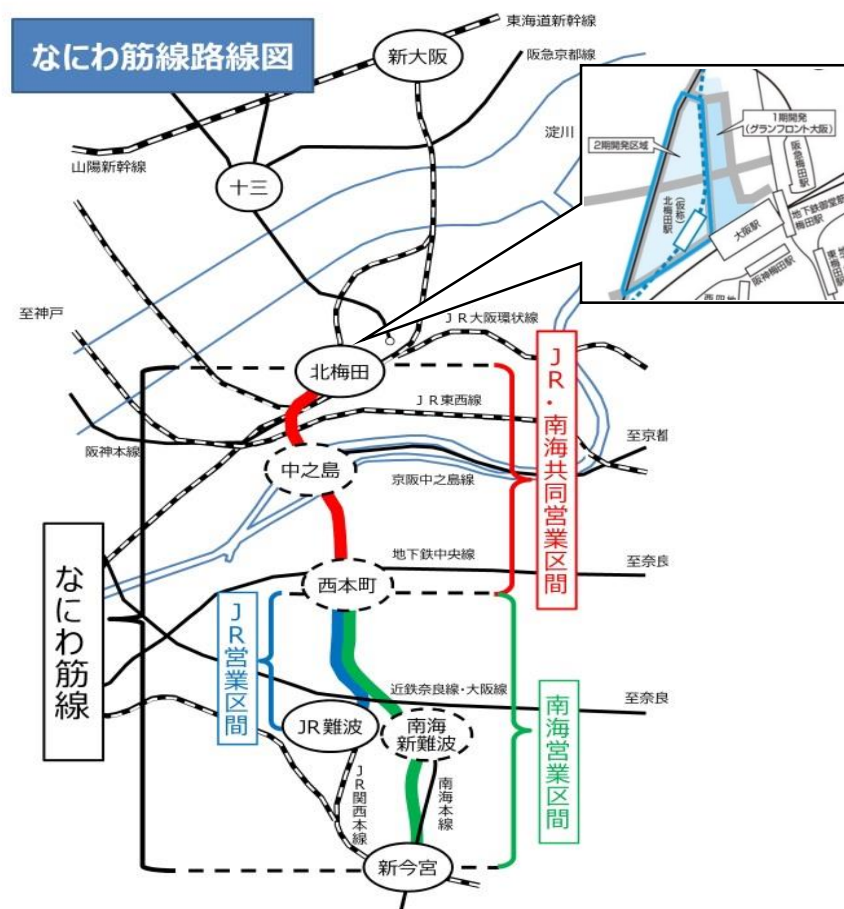 なにわ筋線路線図
東海道新幹線
新大阪
阪急京都線
山陽新幹線
十三
淀川
2期開発区域
1期開発
(グランフロント大阪)
阪急梅田駅
(仮称)
北梅田駅
大阪駅
地下鉄御堂筋
梅田駅
阪神梅田駅
至神戸
JR大阪環状線
北梅田
JR東西線
阪神本線
中之島
京阪中之島線
至京都
JR・南海共同営業区間
地下鉄中央線
至奈良
西本町
なにわ筋線
JR営業区間
近鉄奈良線・大阪線
至奈良
JR難波
南海
新難波
南海営業区間
JR関西本線
南海本線
新今宮